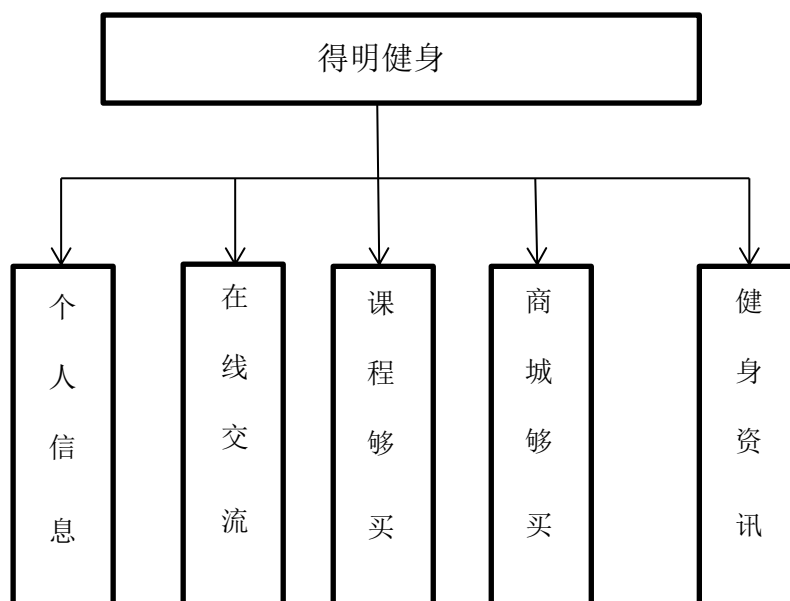 得明健身
个人信息
在线交流
课程够买
商城够买
健身资讯